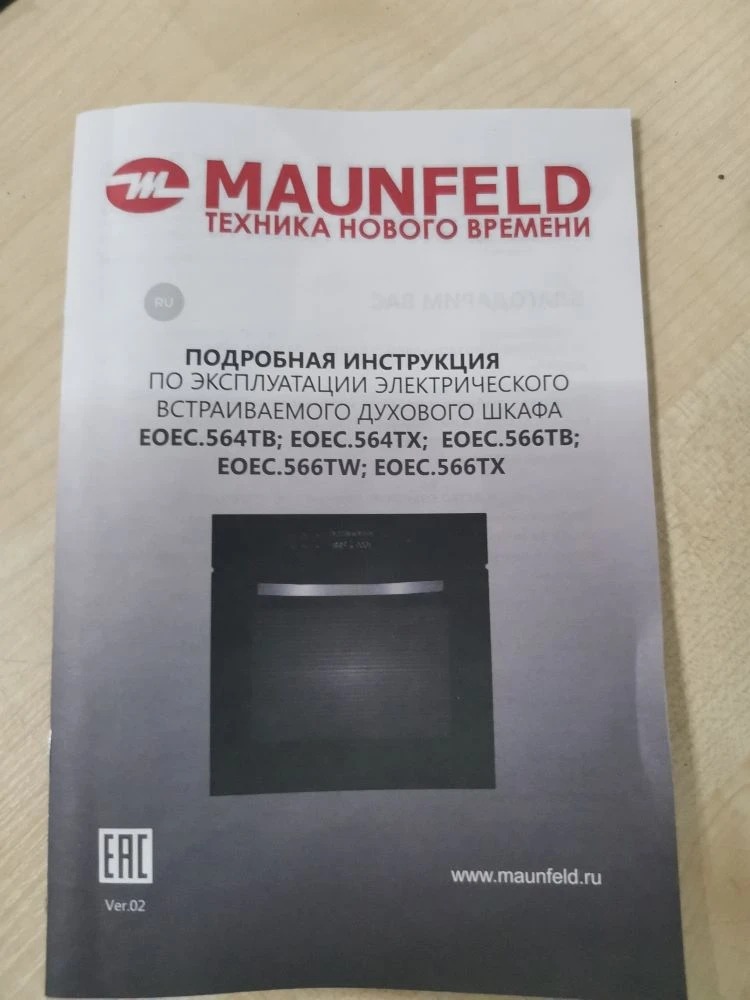 MAUNFELD
ТЕХНИКА НОВОГО ВРЕМЕНИ
RU
ПОДРОБНАЯ ИНСТРУКЦИЯ
ПО ЭКСПЛУАТАЦИИ ЭЛЕКТРИЧЕСКОГО
ВСТРАИВАЕМОГО ДУХОВОГО ШКАФА
EOEC.564TB; EOEC.564TX; EOEC.566TB;
EOEC.566TW; EOEC.566TX
EAC
www.maunfeld.ru
Ver.02